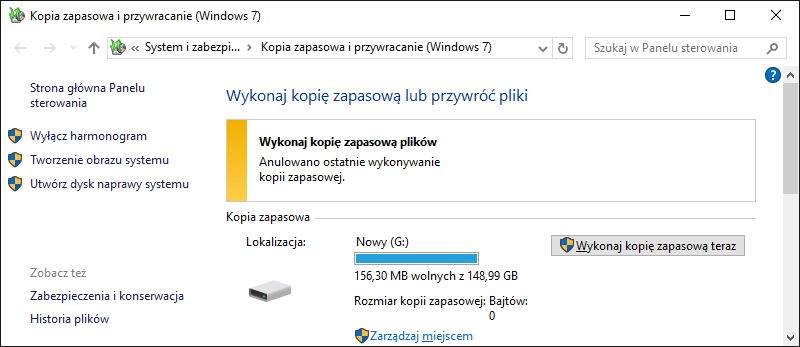 Kopia zapasowa i przywracanie (Windows 7)
« System i zabezpi... > Kopia zapasowa i przywracanie (Windows 7)
Szukaj w Panelu sterowania
Strona główna Panelu
sterowania
Wyłącz harmonogram
Tworzenie obrazu systemu
Utwórz dysk naprawy systemu
Zobacz też
Zabezpieczenia i konserwacja
Historia plików
?
Wykonaj kopię zapasową lub przywróć pliki
Wykonaj kopię zapasową plików
Anulowano ostatnie wykonywanie
kopii zapasowej.
Kopia zapasowa
Lokalizacja:
Nowy (G:)
Wykonaj kopię zapasową teraz
156,30 MB wolnych z 148,99 GB
Rozmiar kopii zapasowej: Bajtów:
0
Zarządzaj miejscem